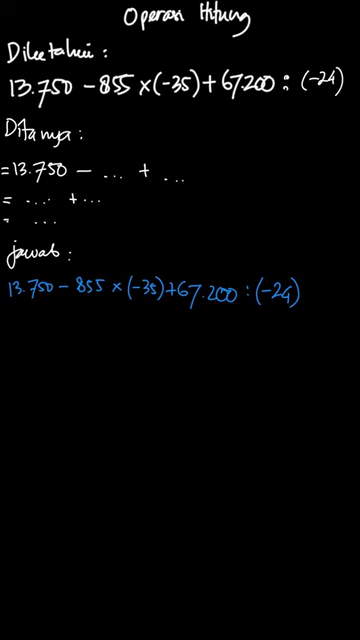 Operasi Hitung
Diketahui :
13.750 – 855 × (–35) + 67.200 : (–24)
Ditanya :
= 13.750 – ... + ...
= ... + ...
= ...
Jawab :
13.750 – 855 × (–35) + 67.200 : (–24)